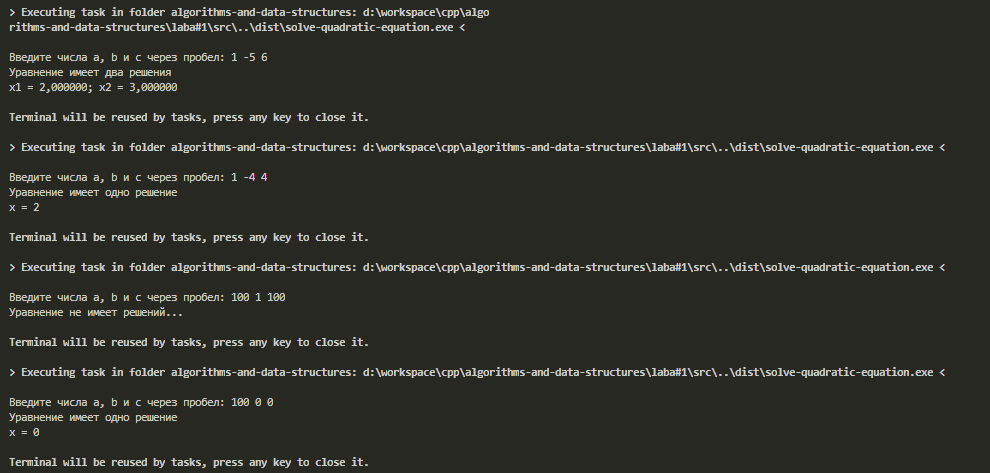 > Executing task in folder algorithms-and-data-structures: d:\workspace\cpp\algo
rithms-and-data-structures\laba#1\src\..\dist\solve-quadratic-equation.exe <
Введите числа a, b и c через пробел: 1 -5 6
Уравнение имеет два решения
x1 = 2,000000; x2 = 3,000000
Terminal will be reused by tasks, press any key to close it.
> Executing task in folder algorithms-and-data-structures: d:\workspace\cpp\algorithms-and-data-structures\laba#1\src\..\dist\solve-quadratic-equation.exe <
Введите числа a, b и c через пробел: 1 -4 4
Уравнение имеет одно решение
x = 2
Terminal will be reused by tasks, press any key to close it.
> Executing task in folder algorithms-and-data-structures: d:\workspace\cpp\algorithms-and-data-structures\laba#1\src\..\dist\solve-quadratic-equation.exe <
Введите числа a, b и c через пробел: 100 1 100
Уравнение не имеет решений...
Terminal will be reused by tasks, press any key to close it.
> Executing task in folder algorithms-and-data-structures: d:\workspace\cpp\algorithms-and-data-structures\laba#1\src\..\dist\solve-quadratic-equation.exe <
Введите числа a, b и c через пробел: 100 0 0
Уравнение имеет одно решение
x = 0
Terminal will be reused by tasks, press any key to close it.